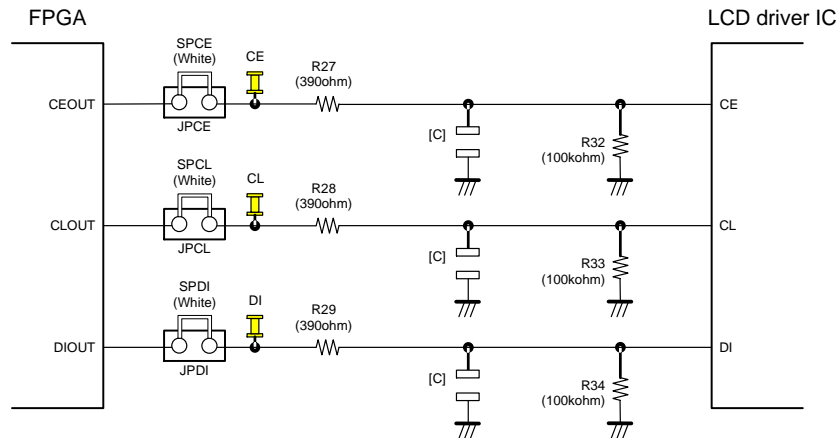 FPGA
LCD driver IC
SPCE
(White)
CE
R27
(390ohm)
CEOUT
CE
JPCE
[C]
R32
(100kohm)
SPCL
(White)
CL
R28
(390ohm)
CLOUT
CL
JPCL
[C]
R33
(100kohm)
SPDI
(White)
DI
R29
(390ohm)
DIOUT
DI
JPDI
[C]
R34
(100kohm)